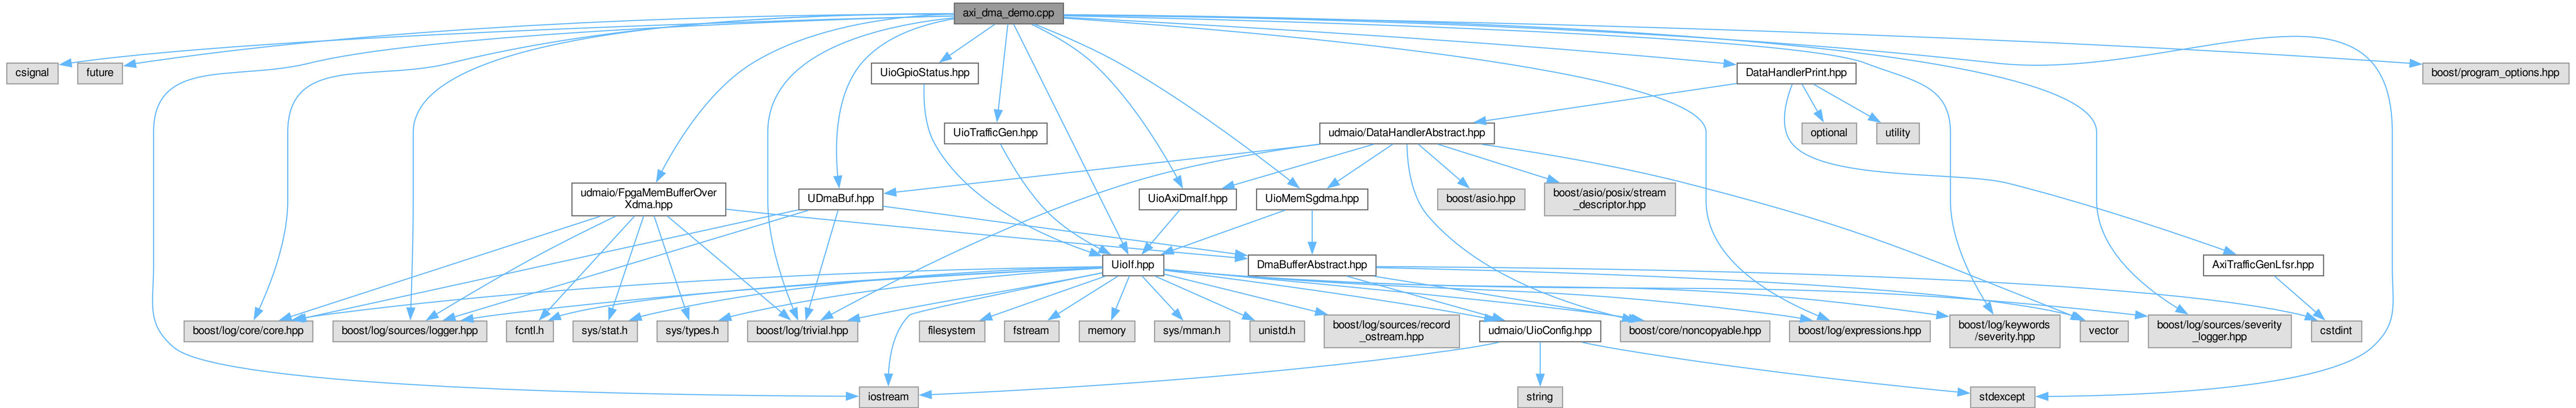 axi_dma_demo.cpp
csignal
future
UioGpioStatus.hpp
DataHandlerPrint.hpp
boost/program_options.hpp
UioTrafficGen.hpp
udmaio/DataHandlerAbstract.hpp
optional
utility
udmaio/FpgaMemBufferOver
Xdma.hpp
UDmaBuf.hpp
UioAxiDmaIf.hpp
UioMemSgdma.hpp
boost/asio.hpp
boost/asio/posix/stream
_descriptor.hpp
UioIf.hpp
DmaBufferAbstract.hpp
AxiTrafficGenLfsr.hpp
boost/log/core/core.hpp
boost/log/sources/logger.hpp
fcntl.h
sys/stat.h
sys/types.h
boost/log/trivial.hpp
filesystem
fstream
memory
sys/mman.h
unistd.h
boost/log/sources/record
_ostream.hpp
udmaio/UioConfig.hpp
boost/core/noncopyable.hpp
boost/log/expressions.hpp
boost/log/keywords
/severity.hpp
vector
boost/log/sources/severity
_logger.hpp
cstdint
iostream
string
stdexcept